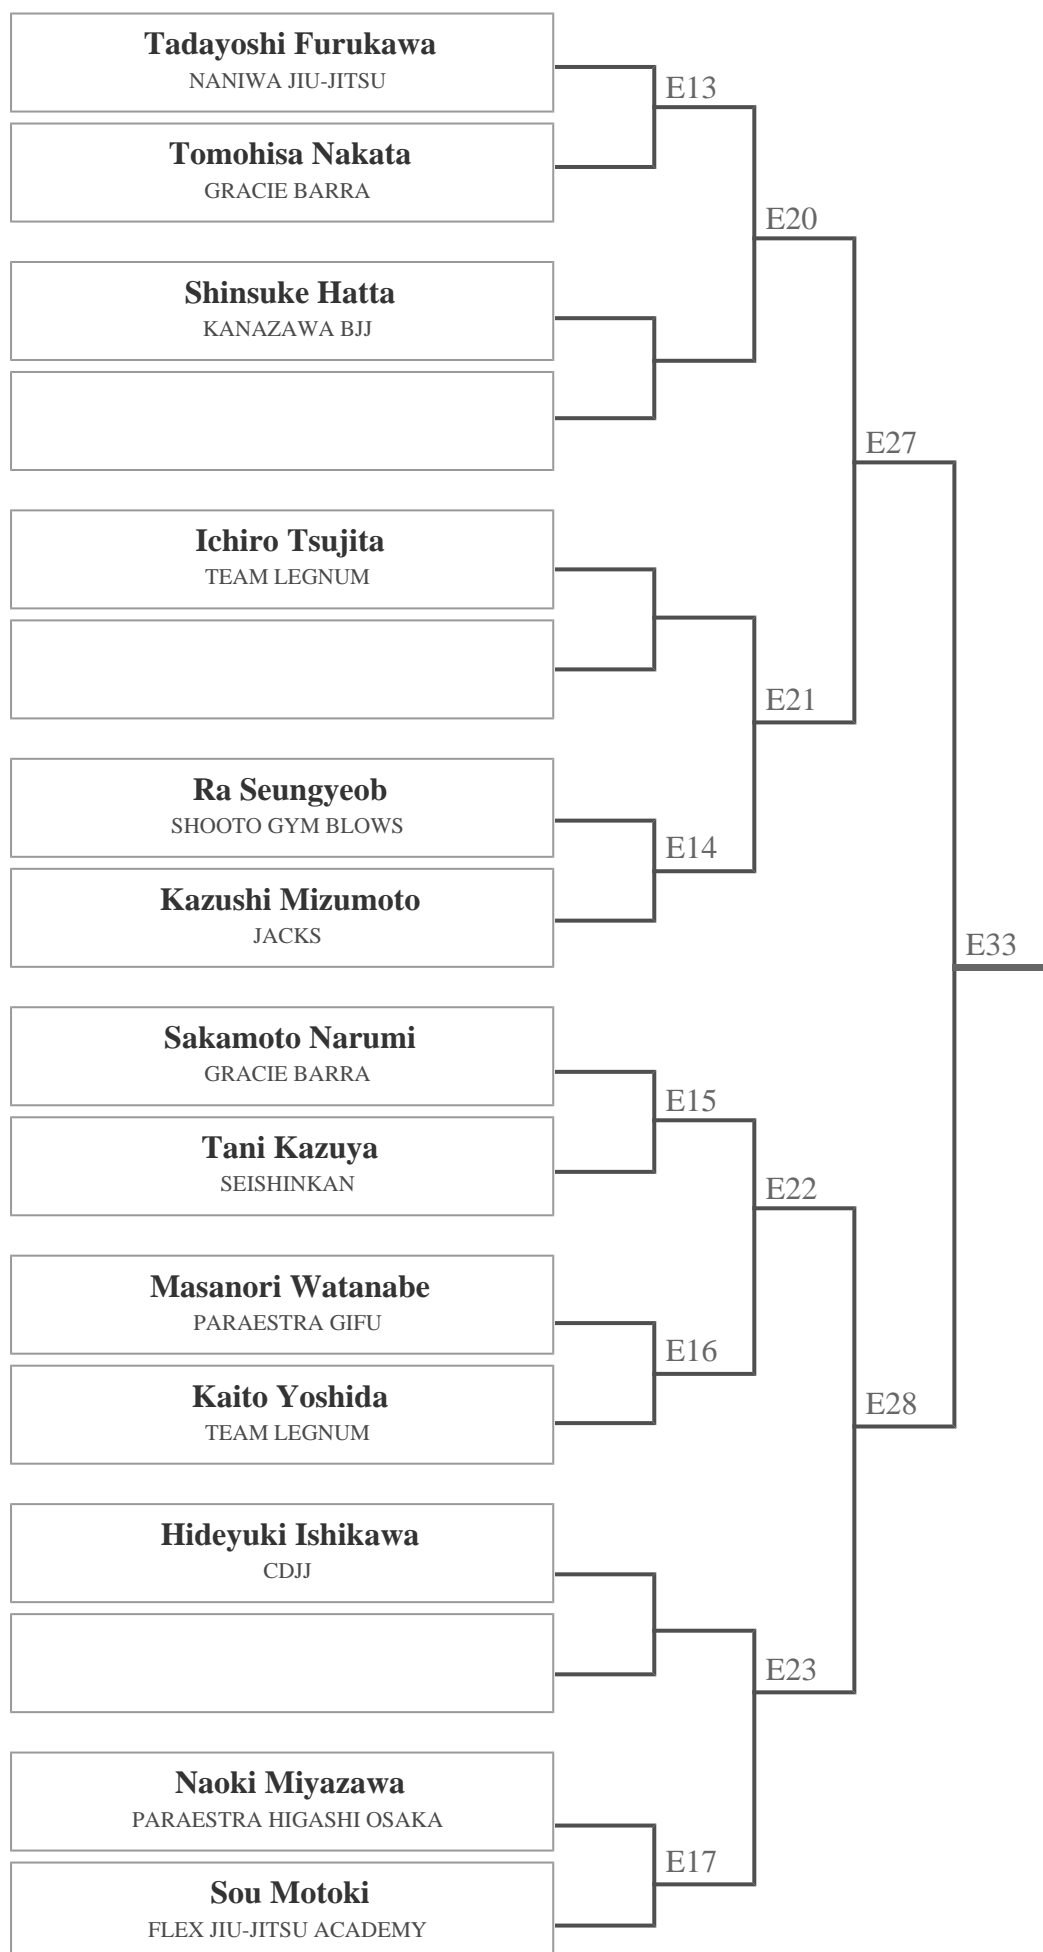 Tadayoshi Furukawa
NANIWA JIU-JITSU
E13
Tomohisa Nakata
GRACIE BARRA
E20
Shinsuke Hatta
KANAZAWA BJJ
E27
Ichiro Tsujita
TEAM LEGNUM
E21
Ra Seungyeob
SHOOTO GYM BLOWS
E14
Kazushi Mizumoto
JACKS
E33
Sakamoto Narumi
GRACIE BARRA
E15
Tani Kazuya
SEISHINKAN
E22
Masanori Watanabe
PARAESTRA GIFU
E16
Kaito Yoshida
TEAM LEGNUM
E28
Hideyuki Ishikawa
CDJJ
E23
Naoki Miyazawa
PARAESTRA HIGASHI OSAKA
E17
Sou Motoki
FLEX JIU-JITSU ACADEMY